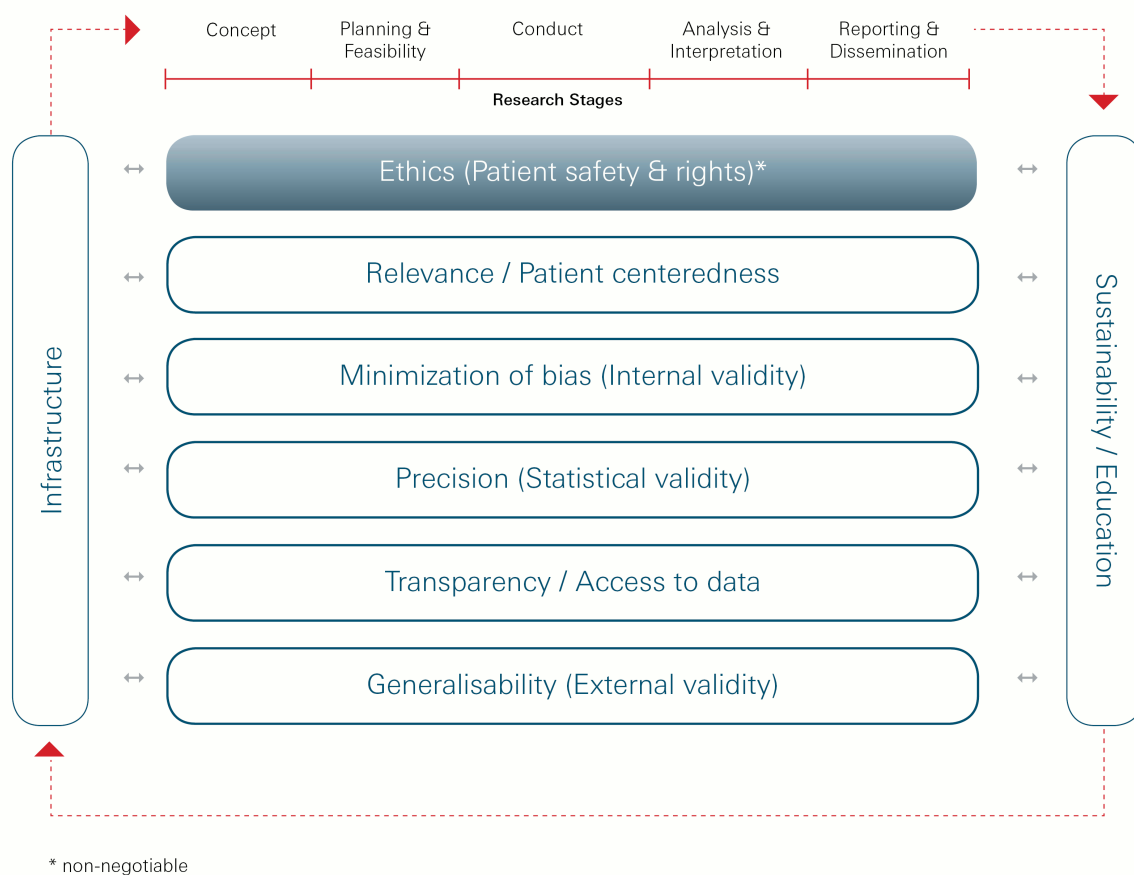 Concept
Planning &
Feasibility
Conduct
Analysis &
Interpretation
Reporting &
Dissemination
Research Stages
Ethics (Patient safety & rights)*
Relevance / Patient centeredness
Minimization of bias (Internal validity)
Precision (Statistical validity)
Transparency / Access to data
Generalisability (External validity)
Infrastructure
Sustainability / Education
* non-negotiable